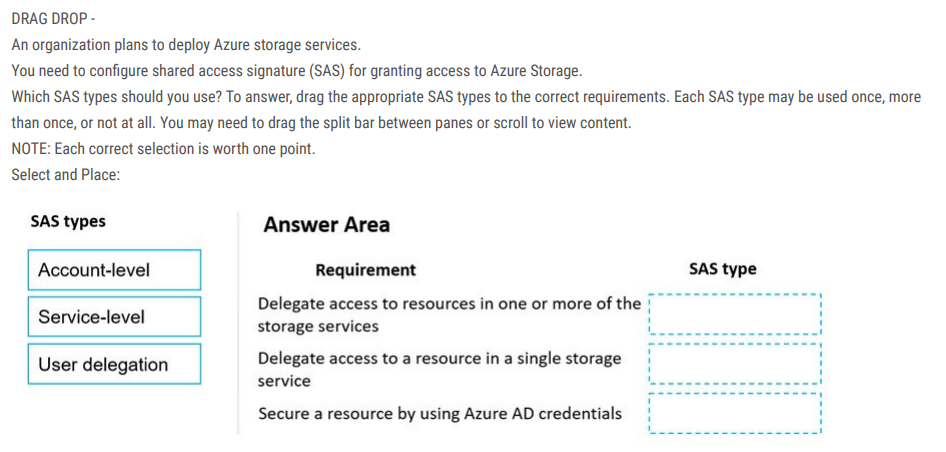 DRAG DROP -
An organization plans to deploy Azure storage services.
You need to configure shared access signature (SAS) for granting access to Azure Storage.
Which SAS types should you use? To answer, drag the appropriate SAS types to the correct requirements. Each SAS type may be used once, more
than once, or not at all. You may need to drag the split bar between panes or scroll to view content.
NOTE: Each correct selection is worth one point.
Select and Place:
SAS types
Account-level
Service-level
User delegation
Answer Area
Requirement
SAS type
Delegate access to resources in one or more of the
storage services
Delegate access to a resource in a single storage
service
Secure a resource by using Azure AD credentials